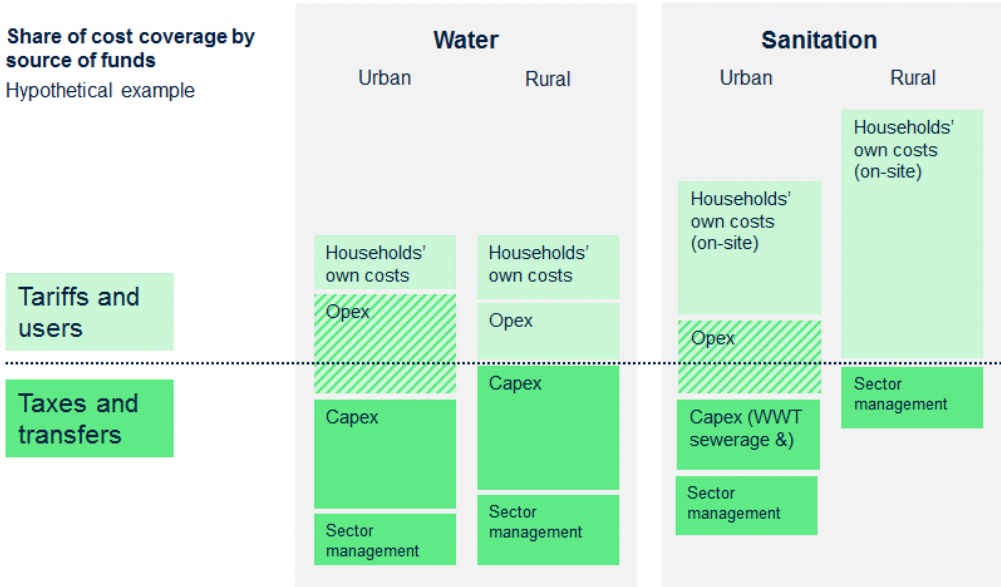 Share of cost coverage by
source of funds
Hypothetical example
Water
Urban
Rural
Sanitation
Urban
Rural
Tariffs and
users
Taxes and
transfers
Households’
own costs
Opex
Capex
Sector
management
Households’
own costs
Opex
Capex
Sector
management
Households’
own costs
(on-site)
Opex
Capex (WWT
sewerage &)
Sector
management
Households’
own costs
(on-site)
Sector
management